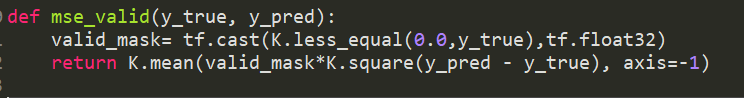 def mse_valid(y_true, y_pred):
    valid_mask= tf.cast(K.less_equal(0.0,y_true),tf.float32)
    return K.mean(valid_mask*K.square(y_pred - y_true), axis=-1)